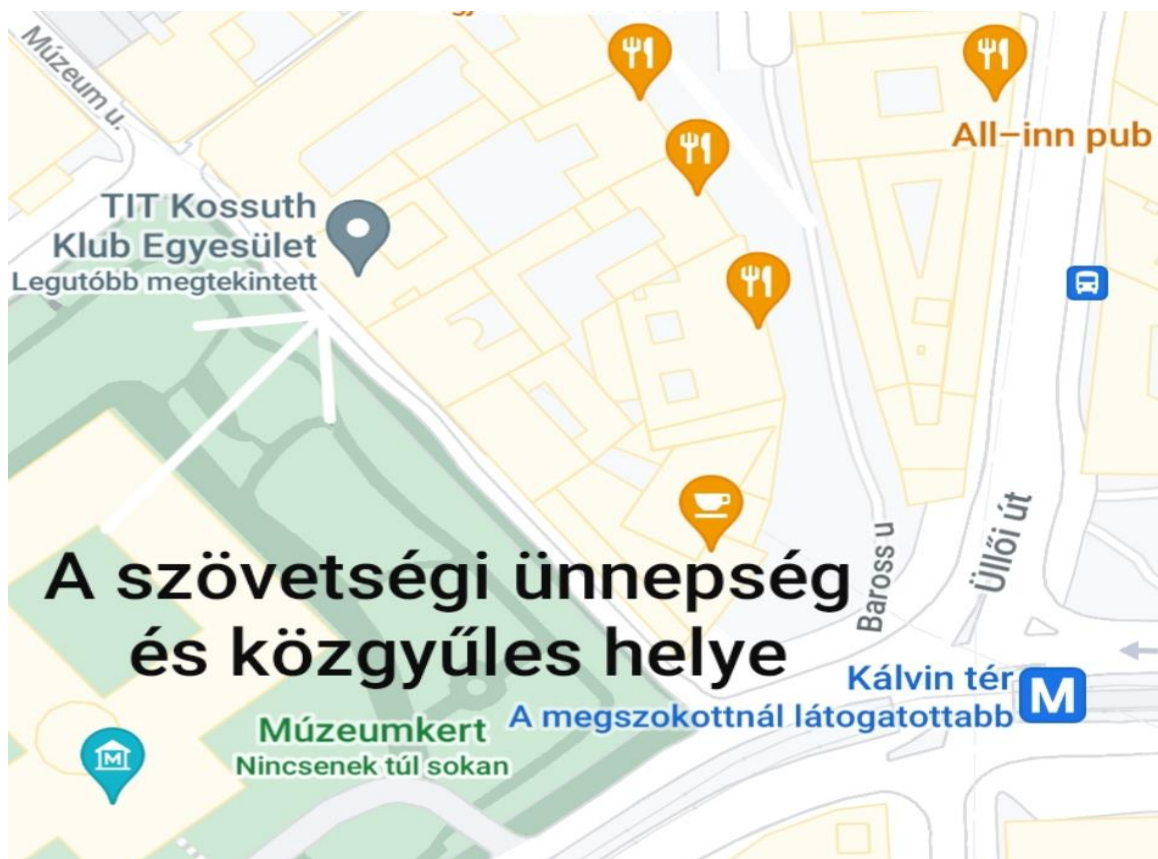 Múzeum u.
All-inn pub
TIT Kossuth
Klub Egyesület
Legutóbb megtekintett
Baross u
Üllői út
A szövetségi ünnepség
és közgyűles helye
Kálvin tér
A megszokottnál látogatottabb
M
Múzeumkert
Nincsenek túl sokan
M